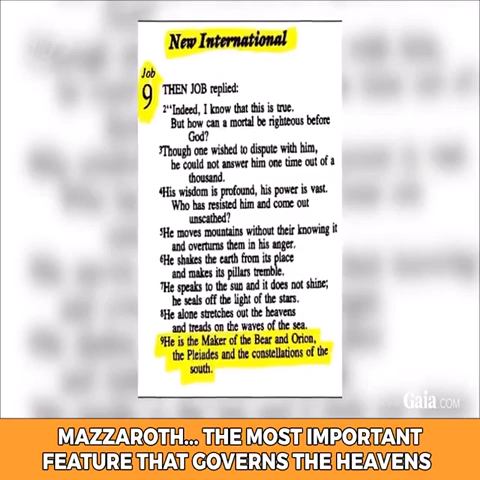 New International
Job
9
THEN JOB replied:
2"Indeed, I know that this is true.
But how can a mortal be righteous before
God?
3Though one wished to dispute with him,
he could not answer him one time out of a
thousand.
4His wisdom is profound, his power is vast.
Who has resisted him and come out
unscathed?
5He moves mountains without their knowing it
and overturns them in his anger.
6He shakes the earth from its place
and makes its pillars tremble.
7He speaks to the sun and it does not shine;
he seals off the light of the stars.
8He alone stretches out the heavens
and treads on the waves of the sea.
9He is the Maker of the Bear and Orion,
the Pleiades and the constellations of the
south.
Gaia.COM
MAZZAROTH... THE MOST IMPORTANT
FEATURE THAT GOVERNS THE HEAVENS